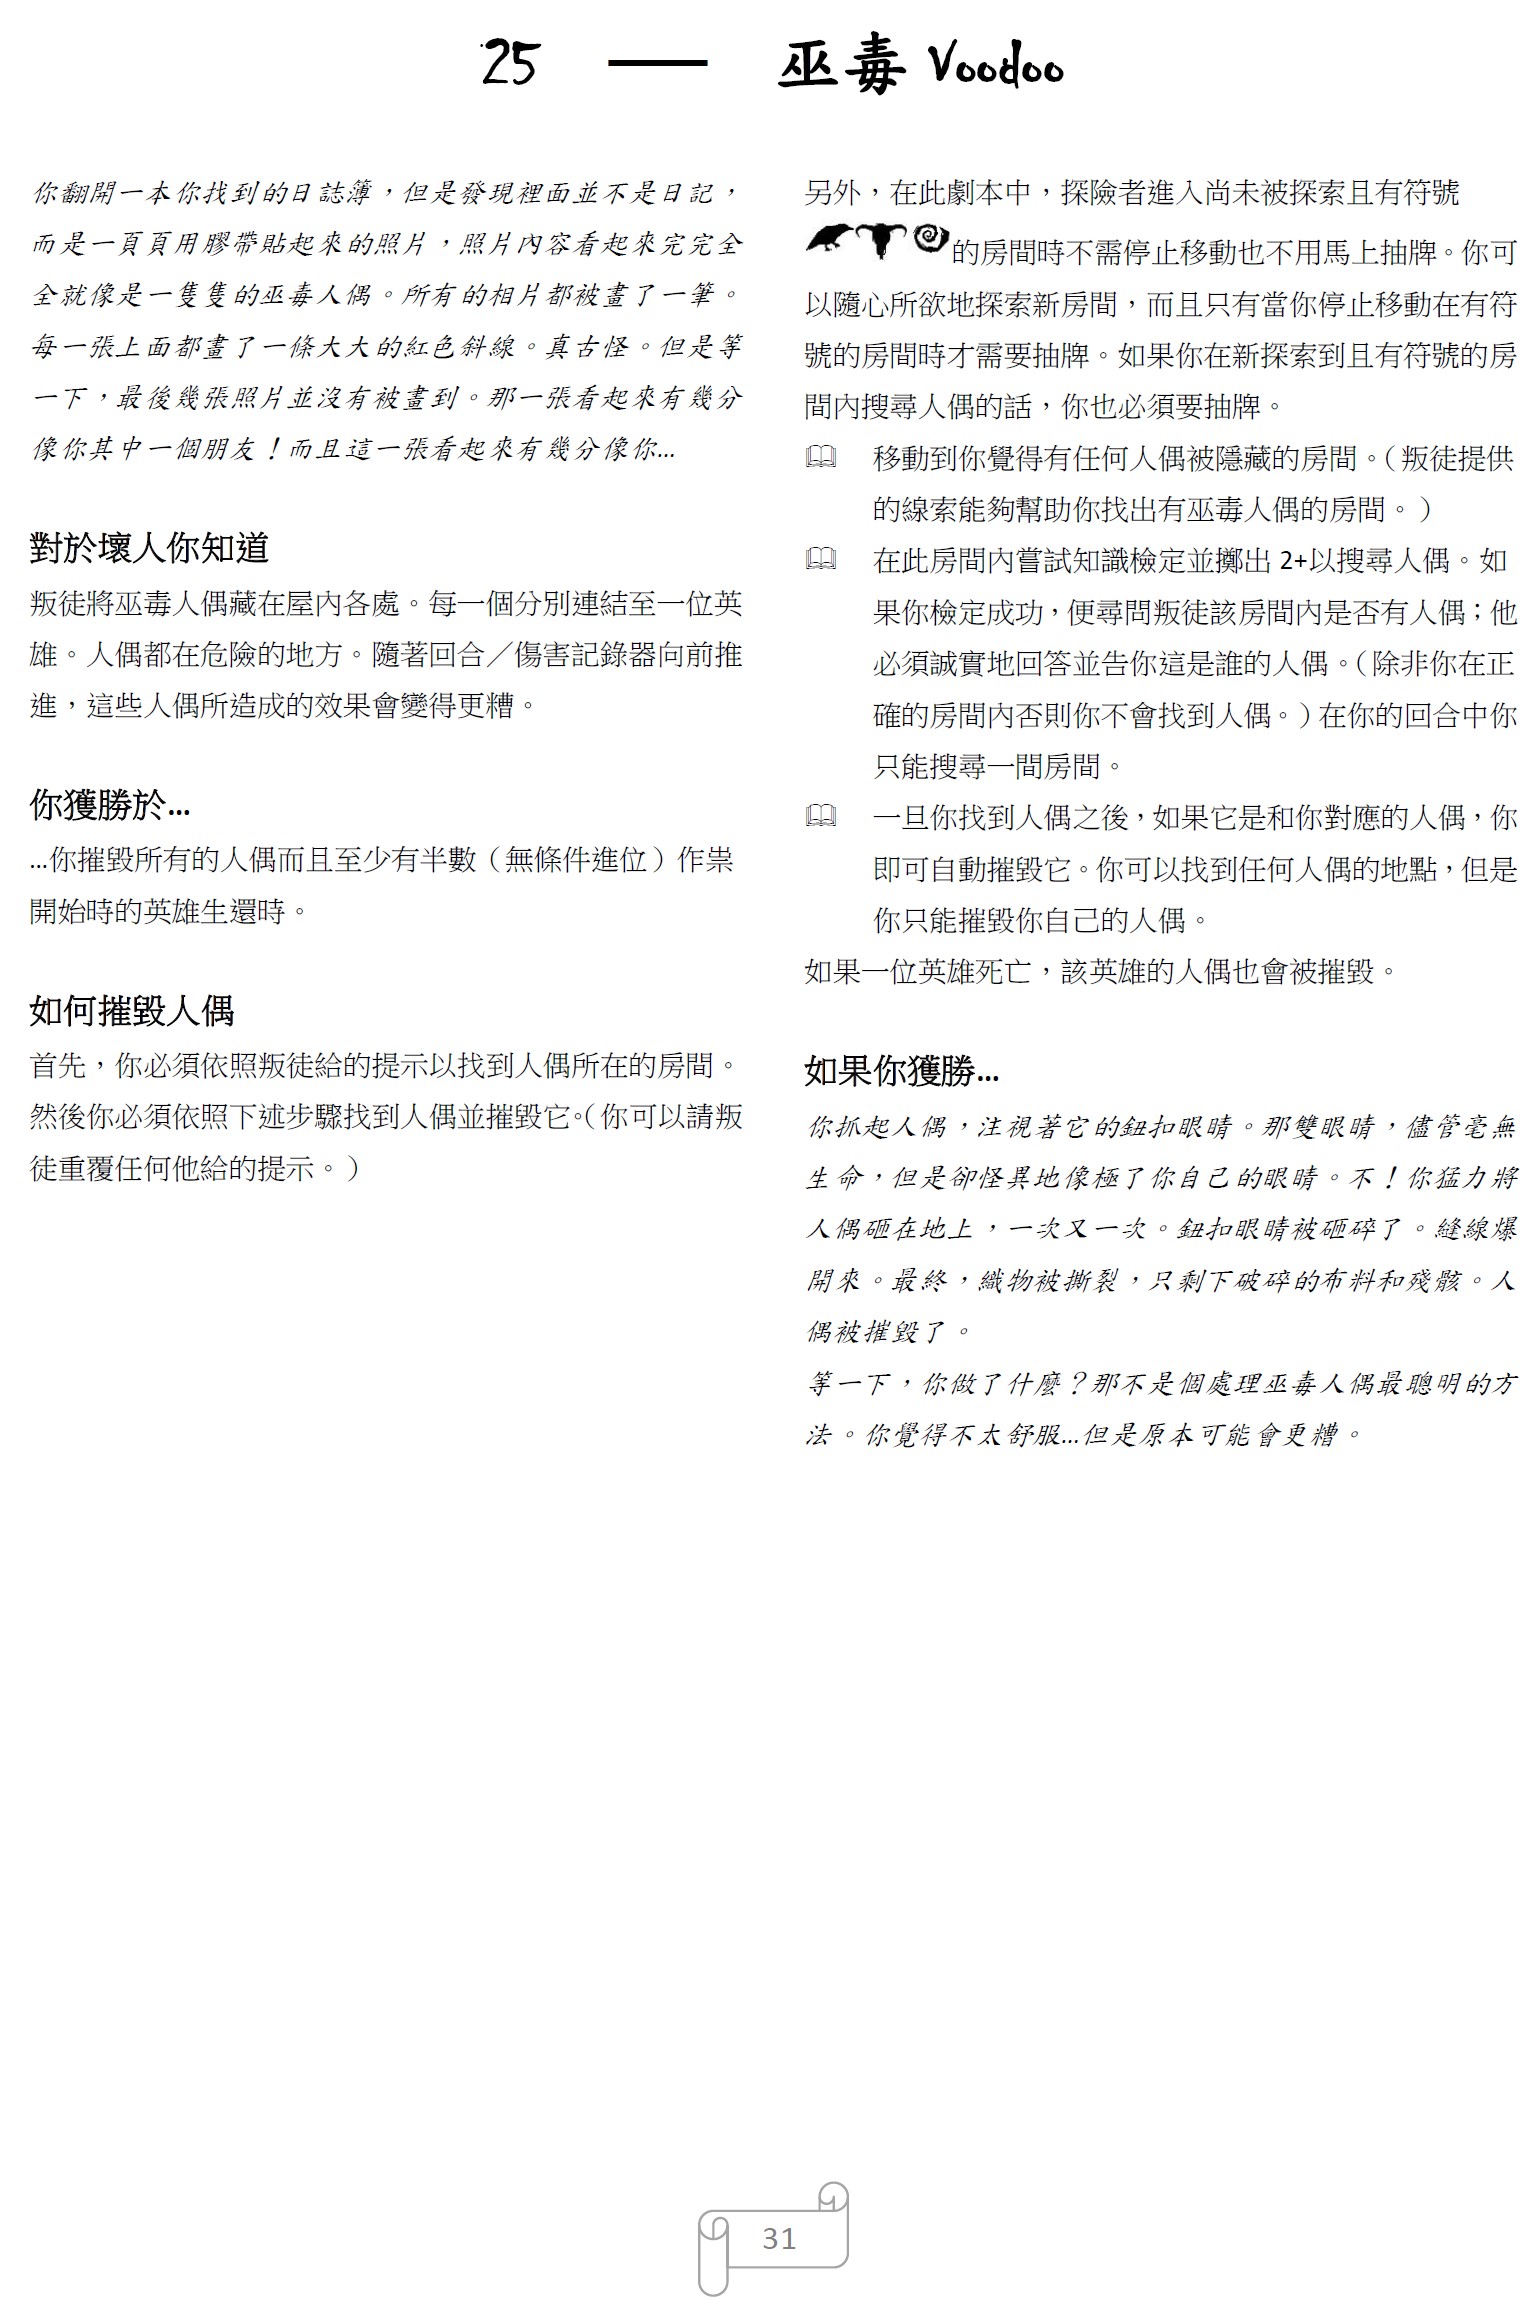 25 — 巫毒 Voodoo
你翻開一本你找到的日誌簿，但是發現裡面並不是日記，
而是一頁頁用膠帶貼起來的照片，照片內容看起來完完全
全就像是一隻隻的巫毒人偶。所有的相片都被畫了一筆。
每一張上面都畫了一條大大的紅色斜線。真古怪。但是等
一下，最後幾張照片並沒有被畫到。那一張看起來有幾分
像你其中一個朋友！而且這一張看起來有幾分像你…
對於壞人你知道
叛徒將巫毒人偶藏在屋內各處。每一個分別連結至一位英
雄。人偶都在危險的地方。隨著回合／傷害記錄器向前推
進，這些人偶所造成的效果會變得更糟。
你獲勝於…
…你摧毀所有的人偶而且至少有半數（無條件進位）作祟
開始時的英雄生還時。
如何摧毀人偶
首先，你必須依照叛徒給的提示以找到人偶所在的房間。
然後你必須依照下述步驟找到人偶並摧毀它。（你可以請叛
徒重覆任何他給的提示。）
另外，在此劇本中，探險者進入尚未被探索且有符號
的房間時不需停止移動也不用馬上抽牌。你可
以隨心所欲地探索新房間，而且只有當你停止移動在有符
號的房間時才需要抽牌。如果你在新探索到且有符號的房
間內搜尋人偶的話，你也必須要抽牌。
移動到你覺得有任何人偶被隱藏的房間。（叛徒提供
的線索能夠幫助你找出有巫毒人偶的房間。）
在此房間內嘗試知識檢定並擲出 2+以搜尋人偶。如
果你檢定成功，便尋問叛徒該房間內是否有人偶；他
必須誠實地回答並告你這是誰的人偶。（除非你在正
確的房間內否則你不會找到人偶。）在你的回合中你
只能搜尋一間房間。
一旦你找到人偶之後，如果它是和你對應的人偶，你
即可自動摧毀它。你可以找到任何人偶的地點，但是
你只能摧毀你自己的人偶。
如果一位英雄死亡，該英雄的人偶也會被摧毀。
如果你獲勝…
你抓起人偶，注視著它的鈕扣眼睛。那雙眼睛，儘管毫無
生命，但是卻怪異地像極了你自己的眼睛。不！你猛力將
人偶砸在地上，一次又一次。鈕扣眼睛被砸碎了。縫線爆
開來。最終，織物被撕裂，只剩下破碎的布料和殘骸。人
偶被摧毀了。
等一下，你做了什麼？那不是個處理巫毒人偶最聰明的方
法。你覺得不太舒服…但是原本可能會更糟。
31